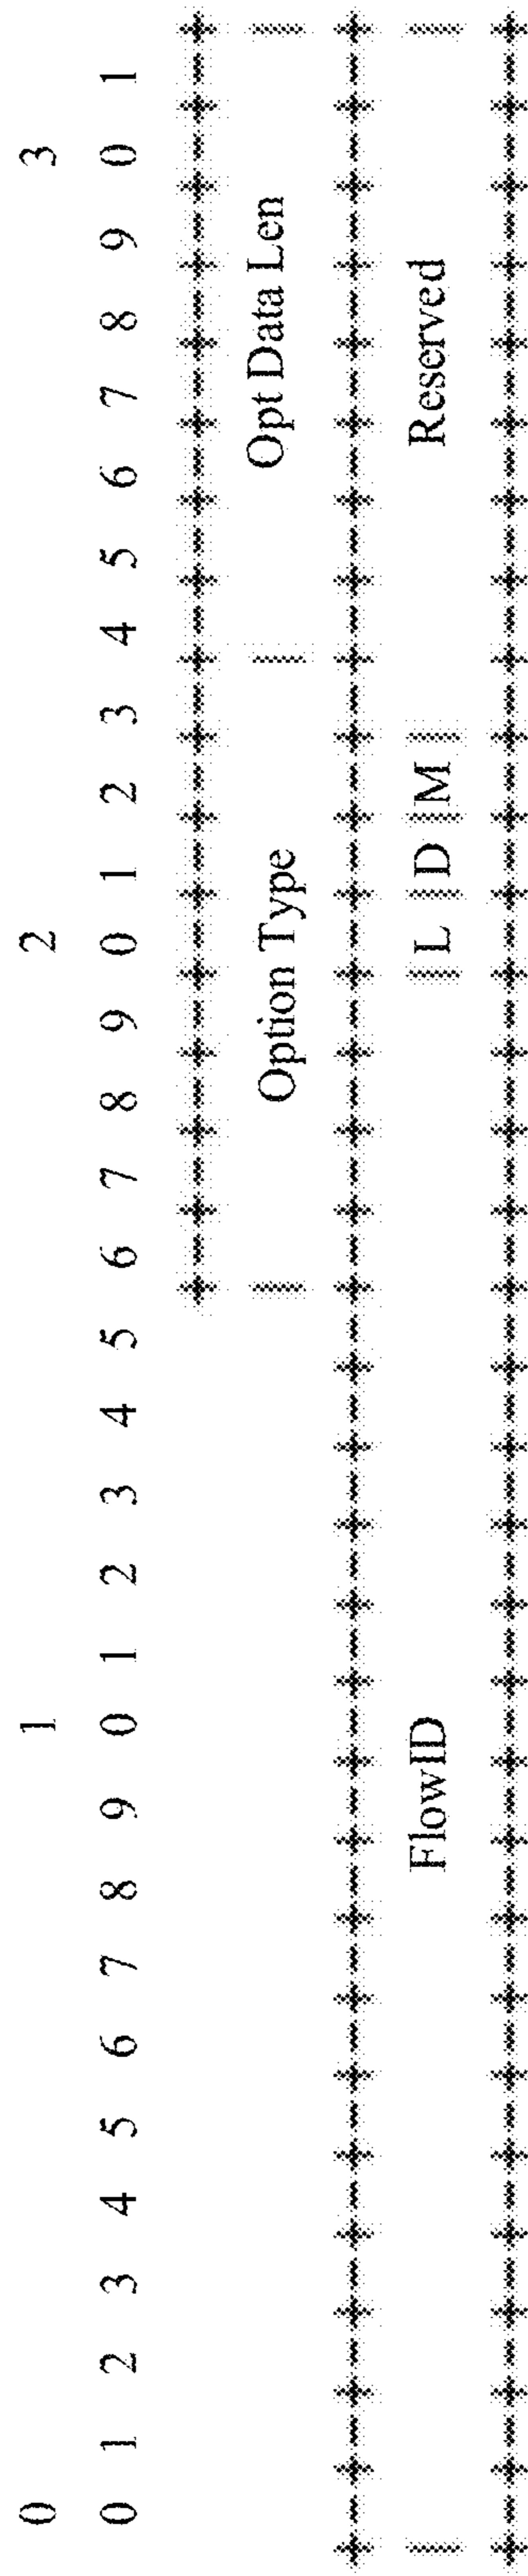 0 1 2 3
0 1 2 3 4 5 6 7 8 9 0 1 2 3 4 5 6 7 8 9 0 1 2 3 4 5 6 7 8 9 0 1
+-+-+-+-+-+-+-+-+-+-+-+-+-+-+-+-+
| Option Type | Opt Data Len |
+-+-+-+-+-+-+-+-+-+-+-+-+-+-+-+-+-+-+-+-+-+-+-+-+-+-+-+-+-+-+-+-+
| FlowID | L | D | M | Reserved |
+-+-+-+-+-+-+-+-+-+-+-+-+-+-+-+-+-+-+-+-+-+-+-+-+-+-+-+-+-+-+-+-+